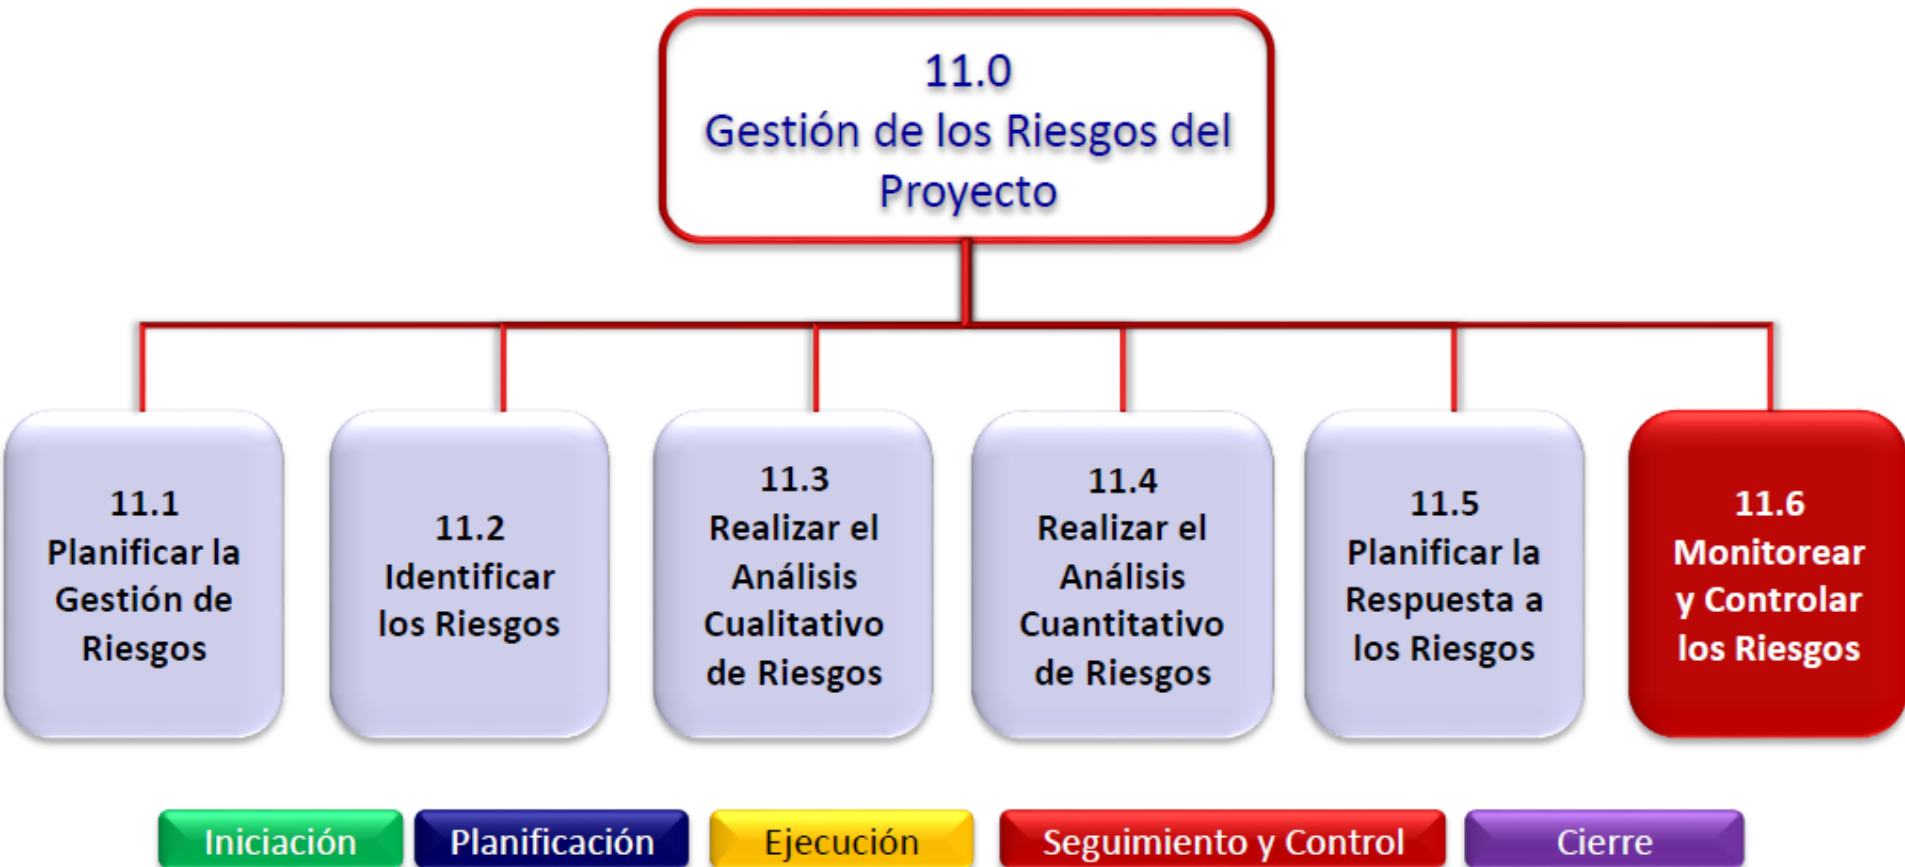 11.0
Gestión de los Riesgos del
Proyecto
11.1
Planificar la
Gestión de
Riesgos
11.2
Identificar
los Riesgos
11.3
Realizar el
Análisis
Cualitativo
de Riesgos
11.4
Realizar el
Análisis
Cuantitativo
de Riesgos
11.5
Planificar la
Respuesta a
los Riesgos
11.6
Monitorear
y Controlar
los Riesgos
Iniciación
Planificación
Ejecución
Seguimiento y Control
Cierre